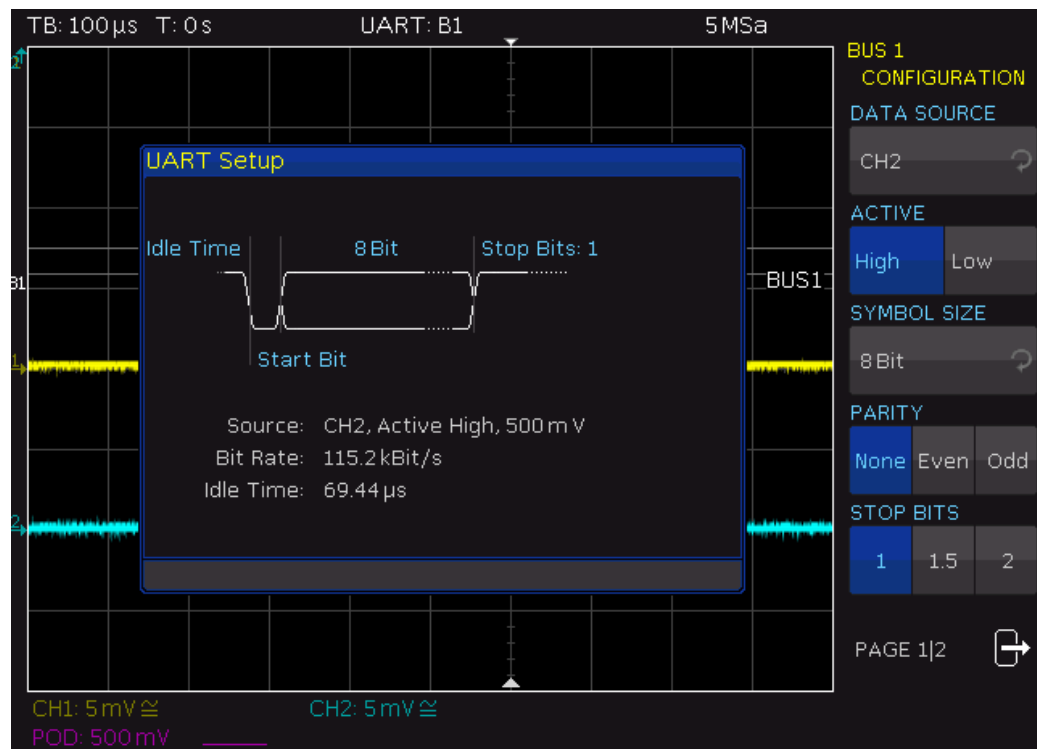 TB: 100 µs T: 0 s UART: B1 5 MSa
BUS 1
CONFIGURATION
DATA SOURCE
CH2
ACTIVE
High Low
SYMBOL SIZE
8 Bit
PARITY
None Even Odd
STOP BITS
1 1.5 2
PAGE 1|2
2
B1
1
2
UART Setup
Idle Time 8 Bit Stop Bits: 1
Start Bit
Source: CH2, Active High, 500 m V
Bit Rate: 115.2 kBit/s
Idle Time: 69.44 µs
BUS1
CH1: 5 mV ≅ CH2: 5 mV ≅
POD: 500 mV